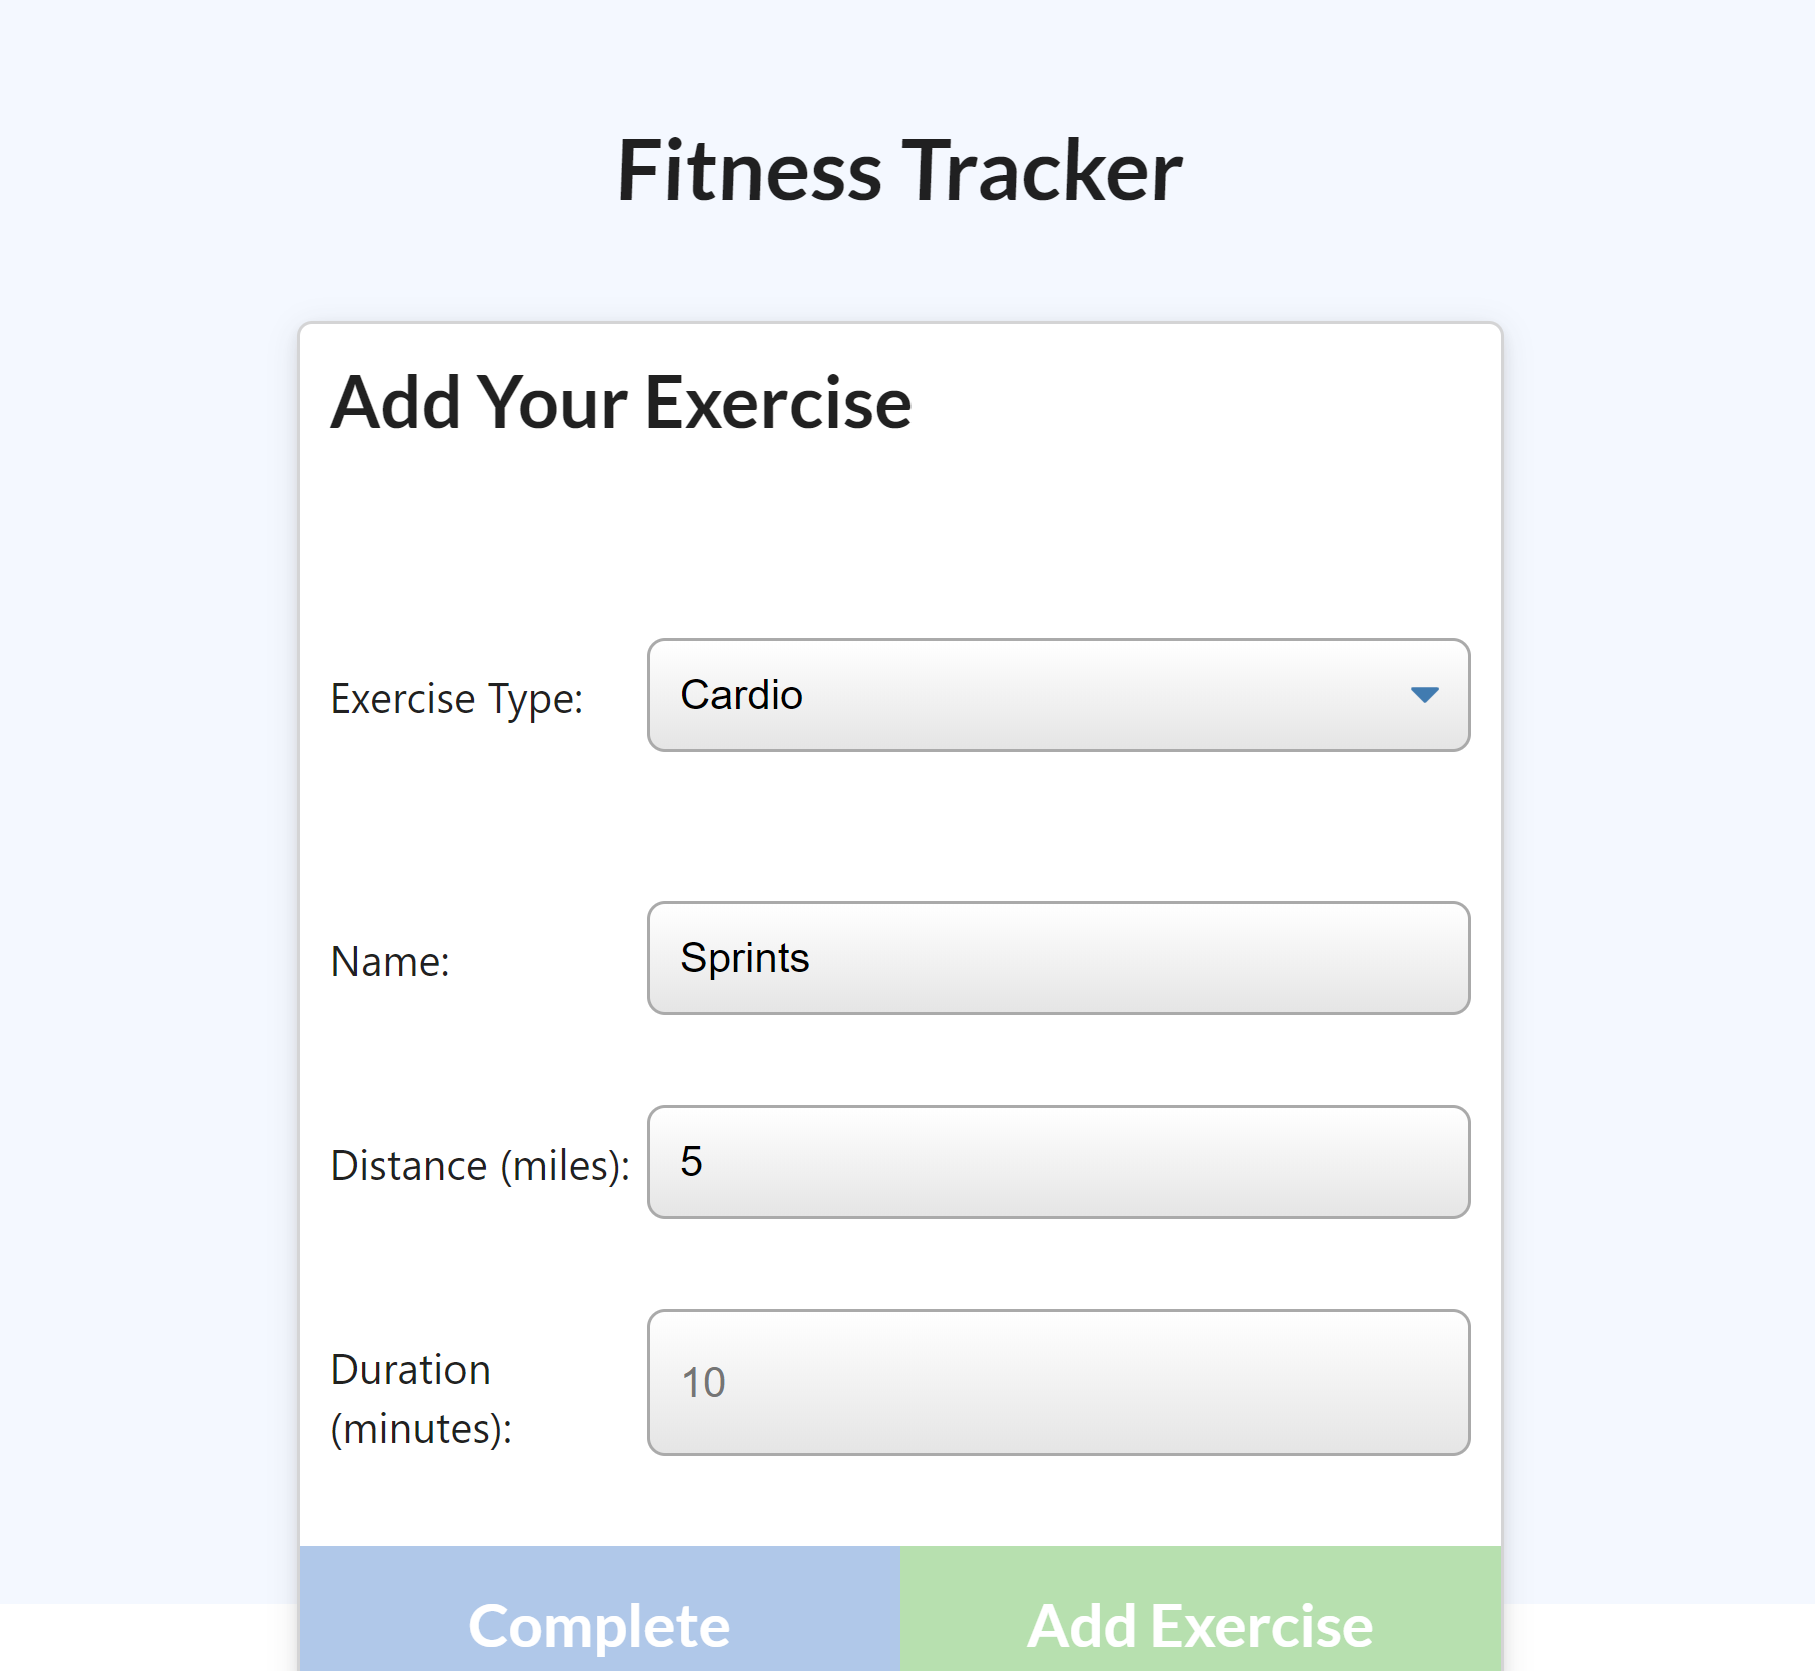 Fitness Tracker
Add Your Exercise
Exercise Type:
Cardio
Name:
Sprints
Distance (miles):
5
Duration
(minutes):
10
Complete
Add Exercise